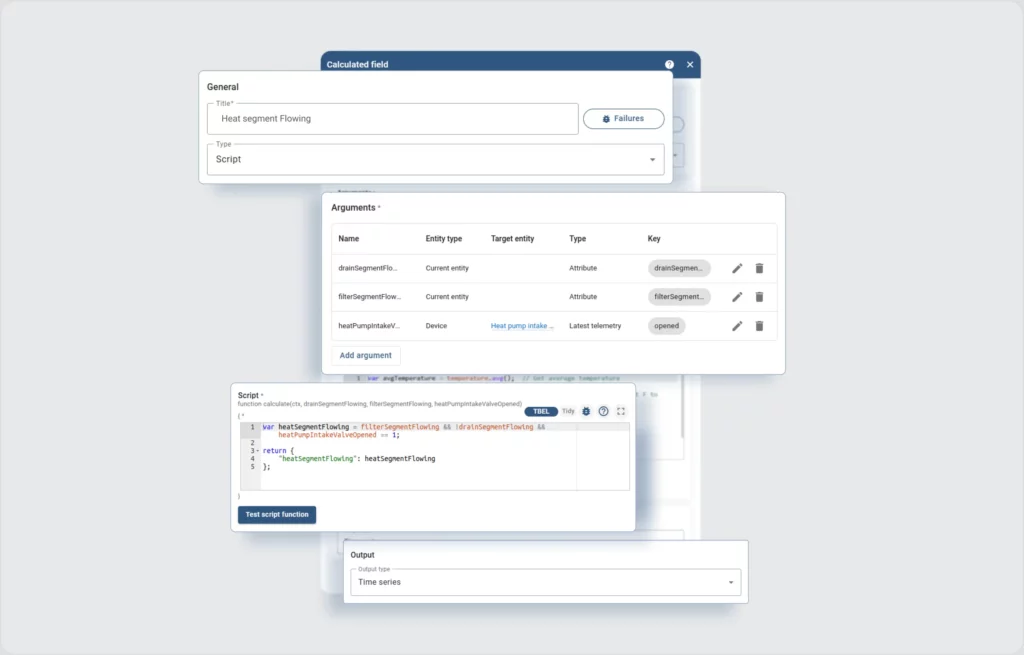 Calculated field
General
Title*
Heat segment Flowing
Failures
Type
Script
Arguments *
Name Entity type Target entity Type Key
drainSegmentFlo... Current entity Attribute drainSegmen...
filterSegmentFlow... Current entity Attribute filterSegment...
heatPumpIntakeV... Device Heat pump intake ... Latest telemetry opened
Add argument
1 var avgTemperature = temperature.avg(); // Get average temperature
Script *
function calculate(ctx, drainSegmentFlowing, filterSegmentFlowing, heatPumpIntakeValveOpened)
TBEL Tidy
{
1 var heatSegmentFlowing = filterSegmentFlowing && !drainSegmentFlowing &&
heatPumpIntakeValveOpened == 1;
2
3 return {
4 "heatSegmentFlowing": heatSegmentFlowing
5 };
}
Test script function
Output
Output type
Time series